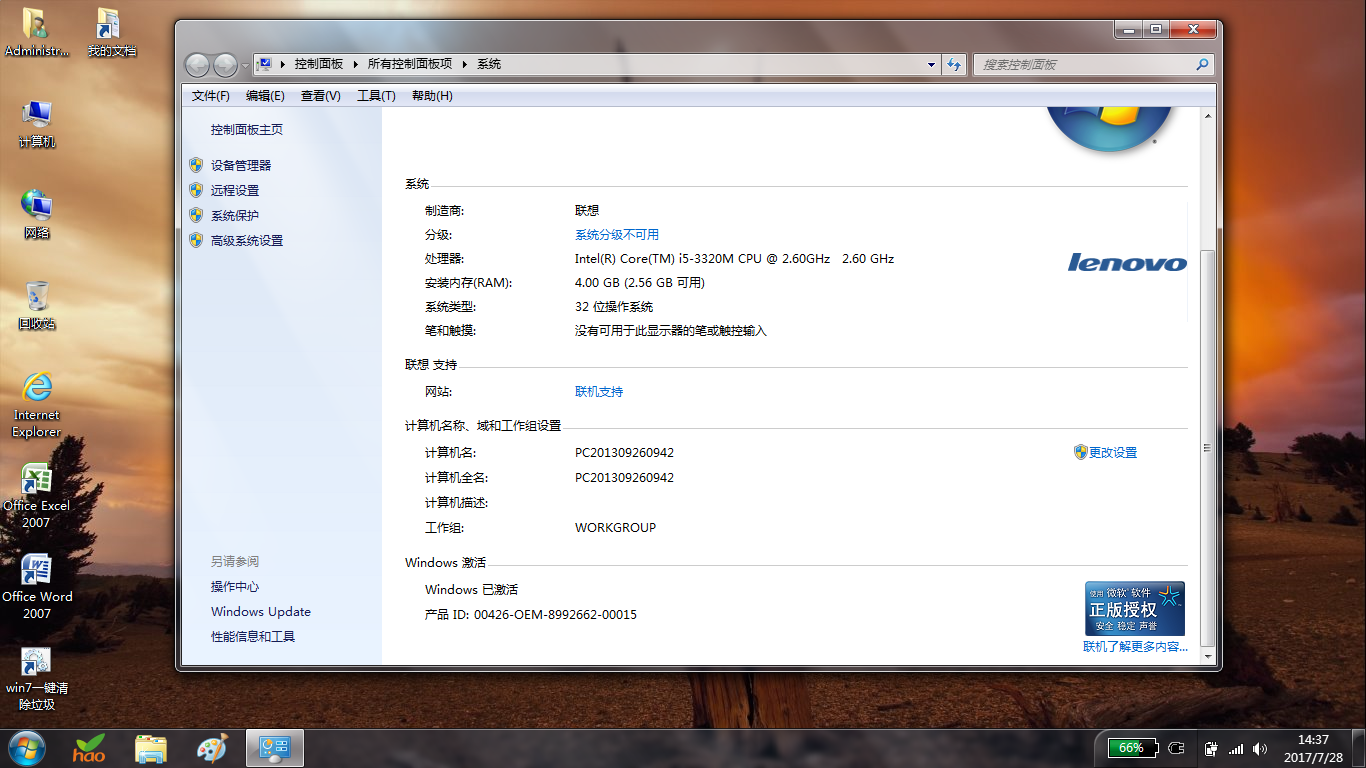 Administr...
我的文档
计算机
网络
回收站
Internet
Explorer
Office Excel
2007
Office Word
2007
win7一键清
除垃圾
控制面板 所有控制面板项 系统
搜索控制面板
文件(F) 编辑(E) 查看(V) 工具(T) 帮助(H)
控制面板主页
设备管理器
远程设置
系统保护
高级系统设置
另请参阅
操作中心
Windows Update
性能信息和工具
系统
制造商: 联想
分级: 系统分级不可用
处理器: Intel(R) Core(TM) i5-3320M CPU @ 2.60GHz 2.60 GHz
安装内存(RAM): 4.00 GB (2.56 GB 可用)
系统类型: 32 位操作系统
笔和触摸: 没有可用于此显示器的笔或触控输入
lenovo
联想 支持
网站: 联机支持
计算机名称、域和工作组设置
计算机名: PC201309260942
更改设置
计算机全名: PC201309260942
计算机描述:
工作组: WORKGROUP
Windows 激活
Windows 已激活
产品 ID: 00426-OEM-8992662-00015
使用 微软 软件
正版授权
安全 稳定 声誉
联机了解更多内容...
hao
66%
14:37
2017/7/28